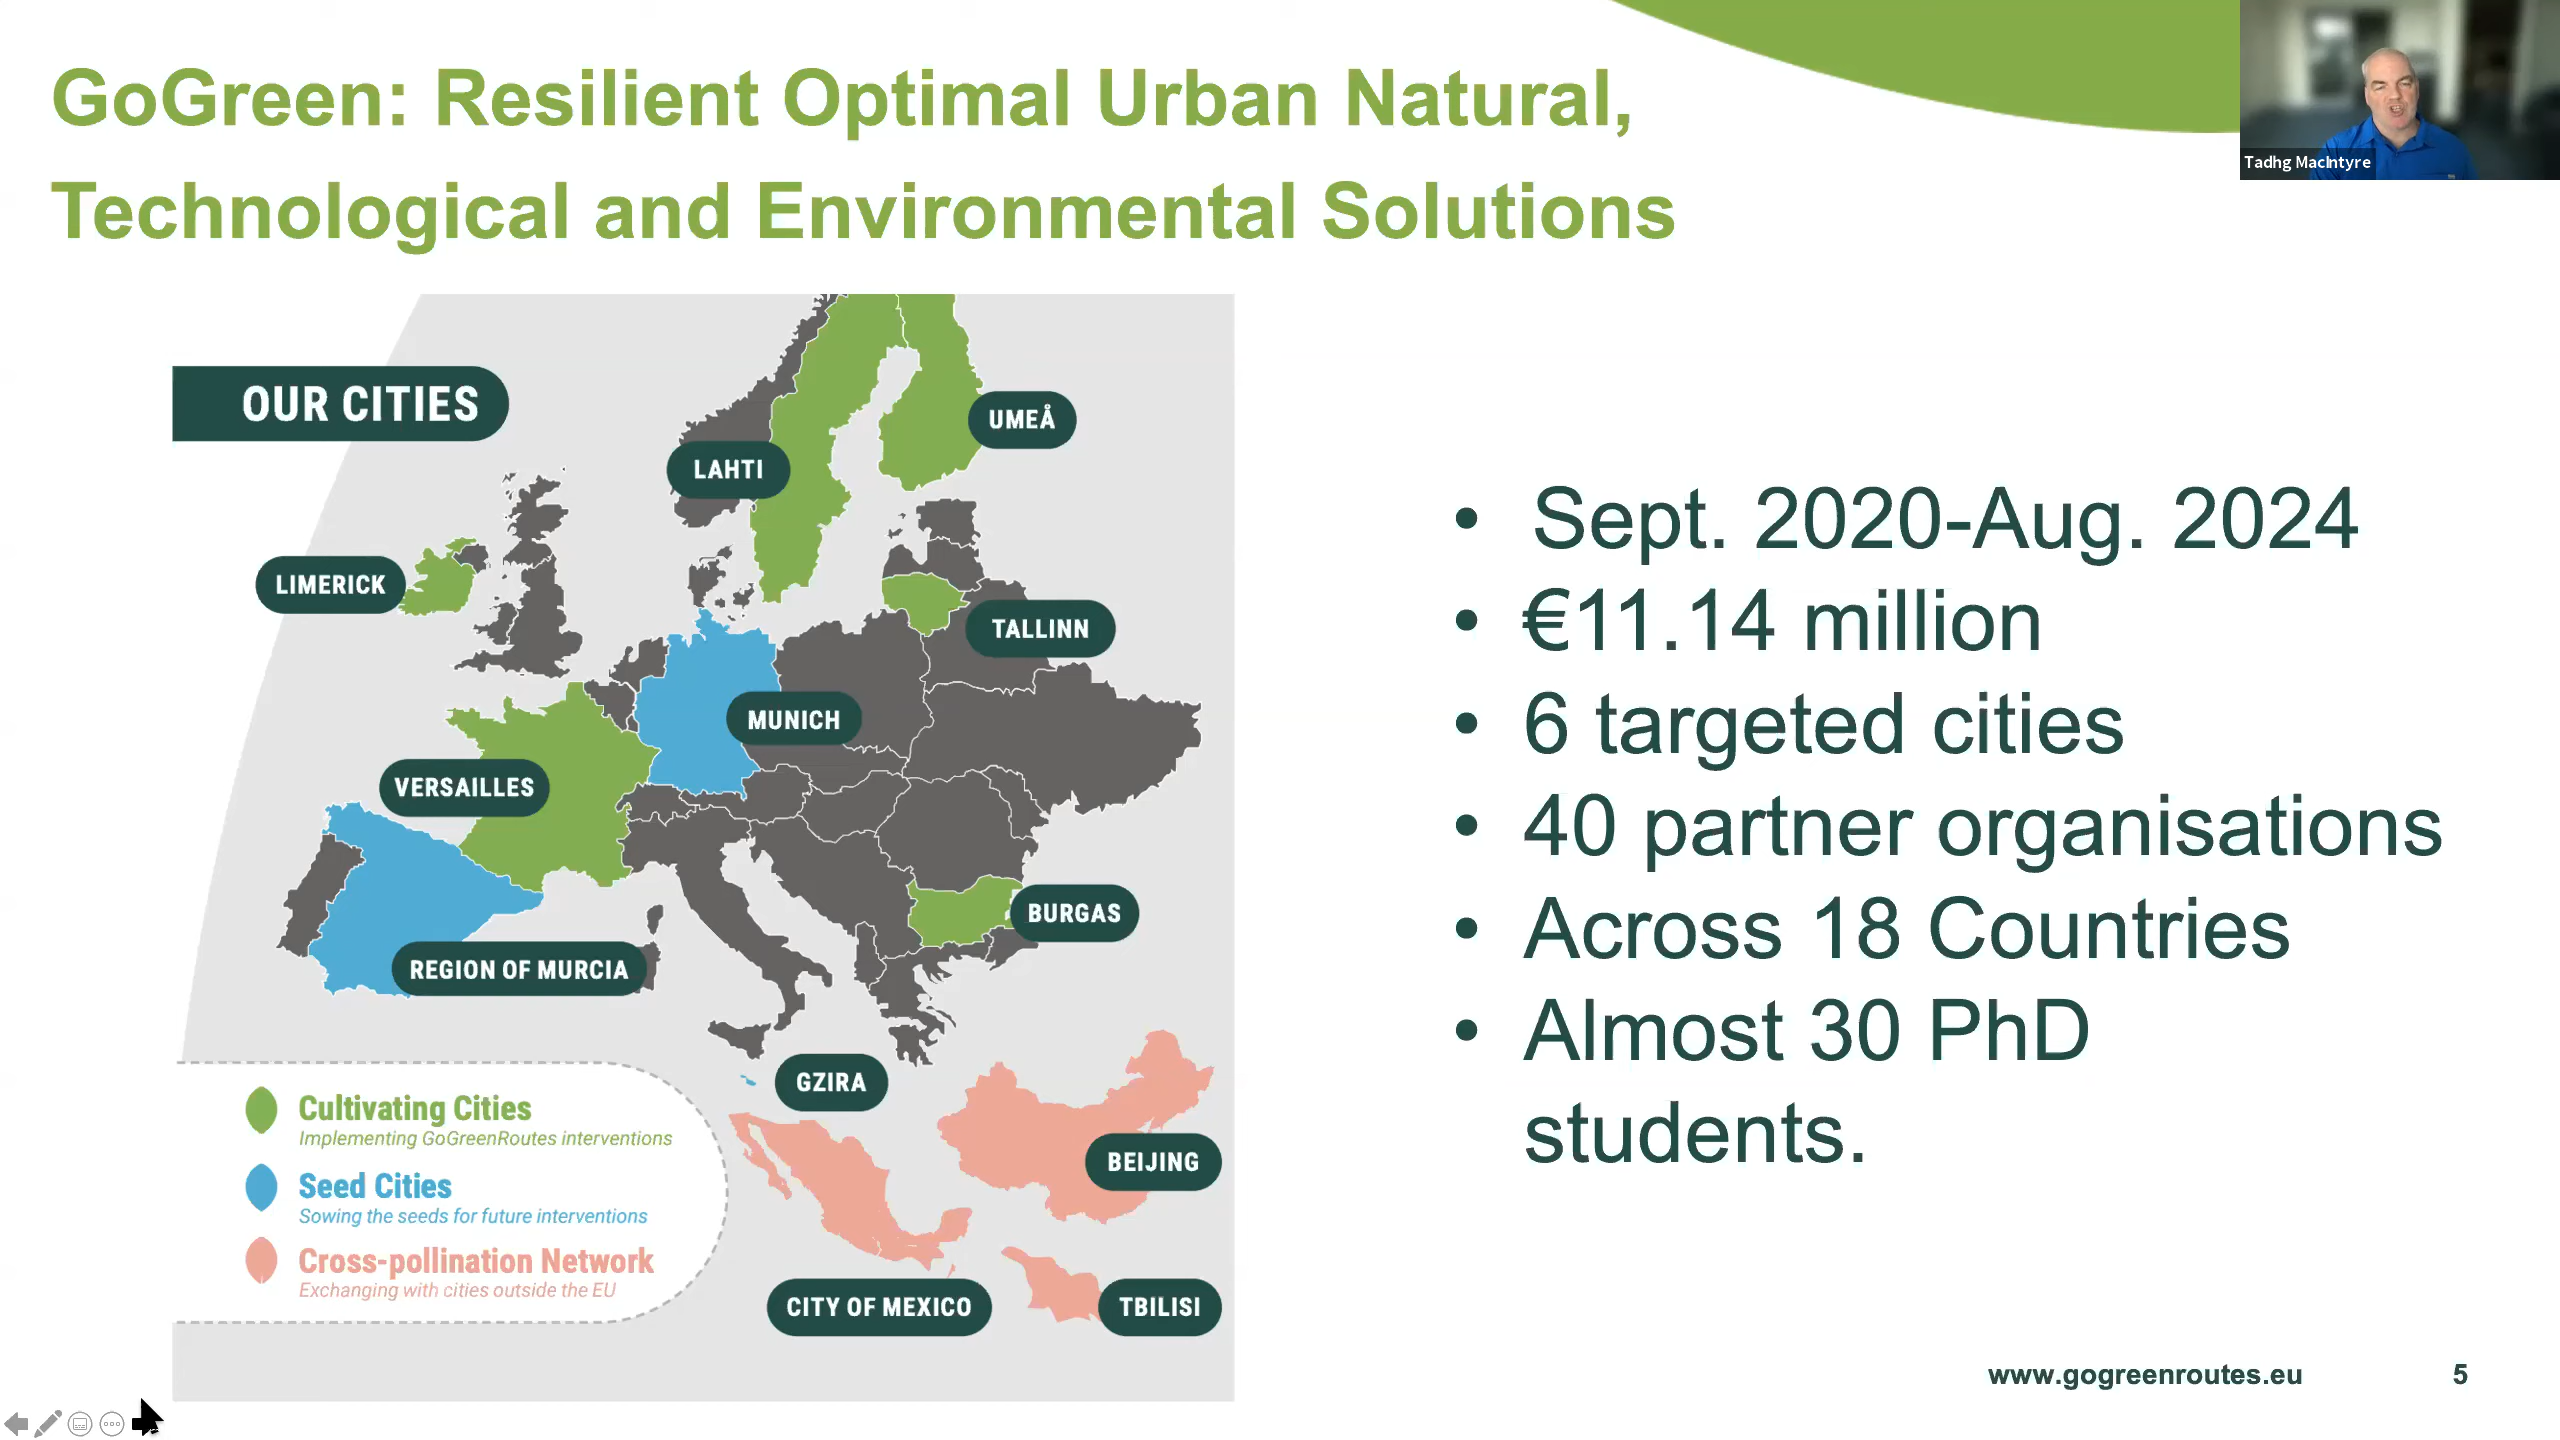 GoGreen: Resilient Optimal Urban Natural,
Technological and Environmental Solutions
Tadhg MacIntyre
OUR CITIES
UMEÅ
LAHTI
LIMERICK
TALLINN
MUNICH
VERSAILLES
BURGAS
REGION OF MURCIA
GZIRA
BEIJING
CITY OF MEXICO
TBILISI
Cultivating Cities
Implementing GoGreenRoutes interventions
Seed Cities
Sowing the seeds for future interventions
Cross-pollination Network
Exchanging with cities outside the EU
• Sept. 2020-Aug. 2024
• €11.14 million
• 6 targeted cities
• 40 partner organisations
• Across 18 Countries
• Almost 30 PhD
students.
www.gogreenroutes.eu 5